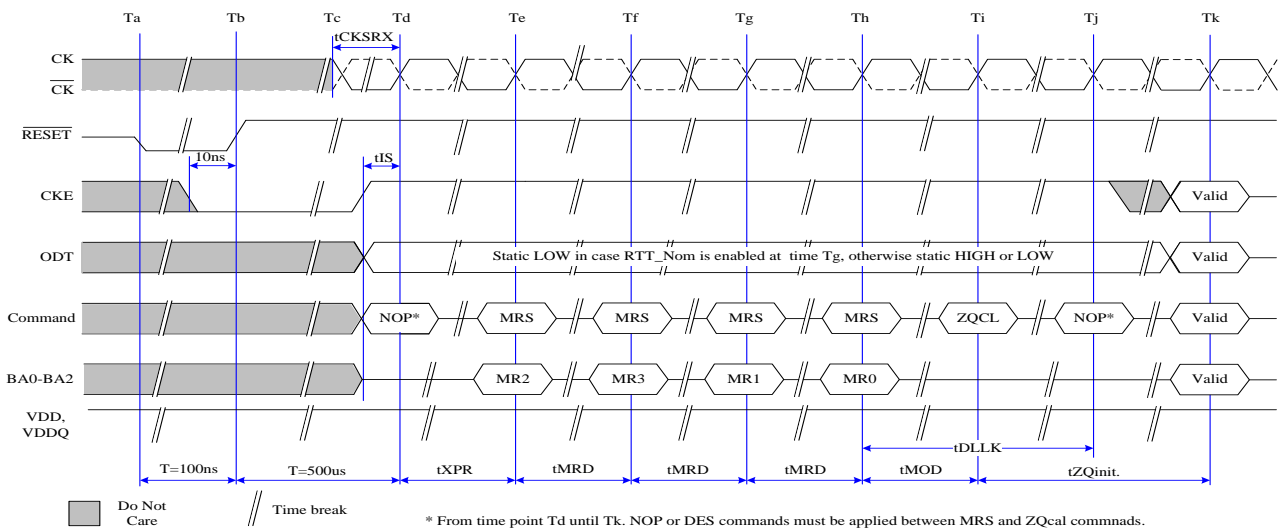 Ta Tb Tc Td Te Tf Tg Th Ti Tj Tk
tCKSRX
CK
CK
RESET
10ns
tIS
CKE
Valid
ODT
Static LOW in case RTT_Nom is enabled at time Tg, otherwise static HIGH or LOW
Valid
Command
NOP* MRS MRS MRS MRS ZQCL NOP* Valid
BA0-BA2
MR2 MR3 MR1 MR0 Valid
VDD,
VDDQ
tDLLK
T=100ns T=500us tXPR tMRD tMRD tMRD tMOD tZQinit.
Do Not
Care
Time break
* From time point Td until Tk. NOP or DES commands must be applied between MRS and ZQcal commnads.